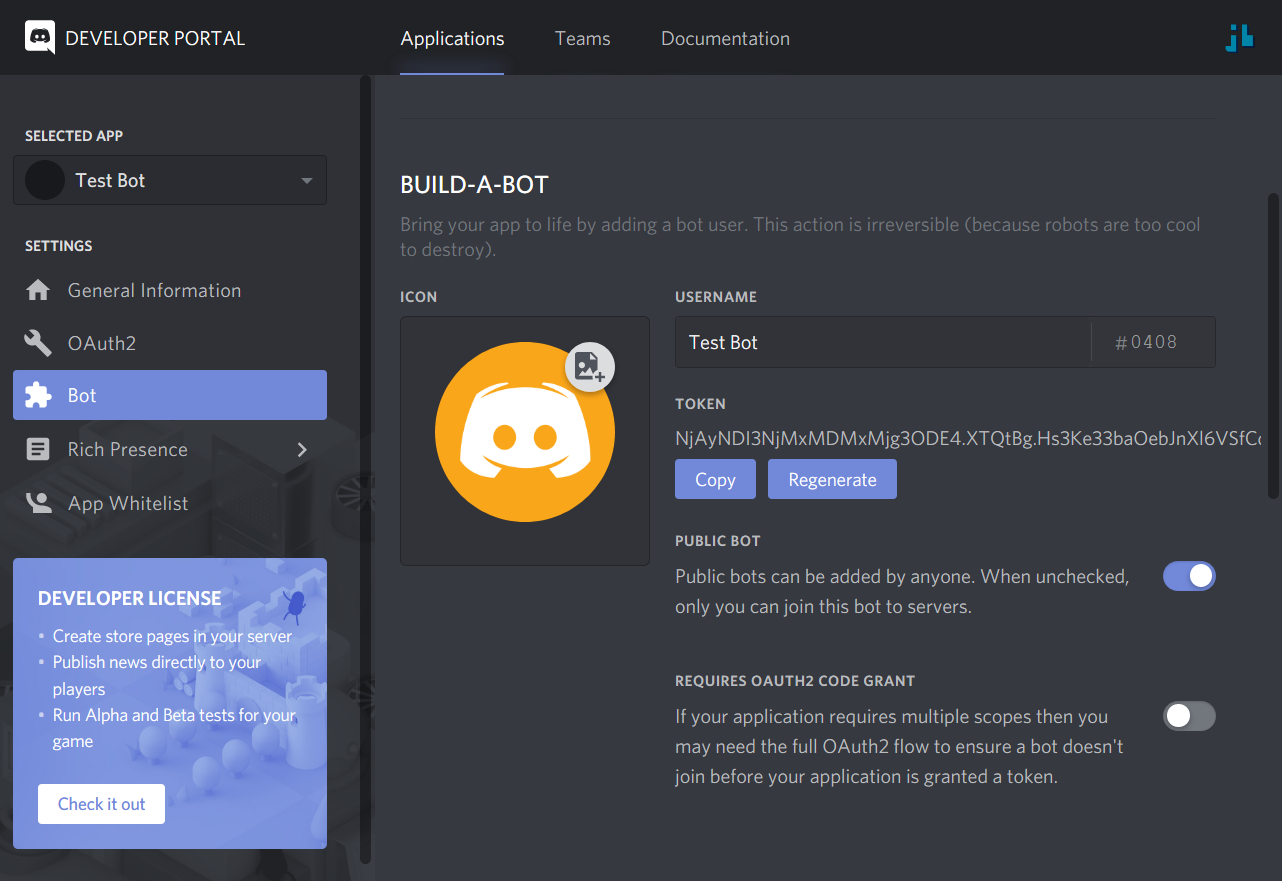 DEVELOPER PORTAL
Applications
Teams
Documentation
SELECTED APP
Test Bot
SETTINGS
General Information
OAuth2
Bot
Rich Presence
App Whitelist
DEVELOPER LICENSE
• Create store pages in your server
• Publish news directly to your
players
• Run Alpha and Beta tests for your
game
Check it out
BUILD-A-BOT
Bring your app to life by adding a bot user. This action is irreversible (because robots are too cool
to destroy).
ICON
USERNAME
Test Bot
#0408
TOKEN
Copy
Regenerate
PUBLIC BOT
Public bots can be added by anyone. When unchecked,
only you can join this bot to servers.
REQUIRES OAUTH2 CODE GRANT
If your application requires multiple scopes then you
may need the full OAuth2 flow to ensure a bot doesn't
join before your application is granted a token.